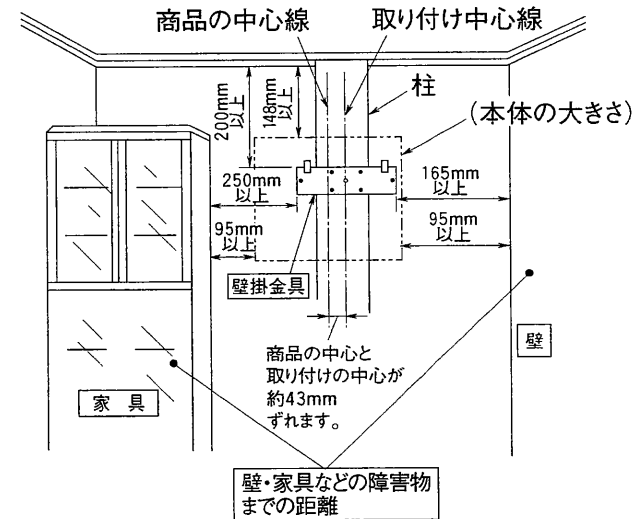 商品の中心線
取り付け中心線
柱
(本体の大きさ)
200mm
以上
148mm
以上
250mm
以上
165mm
以上
95mm
以上
95mm
以上
壁掛金具
商品の中心と
取り付けの中心が
約43mm
ずれます。
壁
家 具
壁・家具などの障害物
までの距離